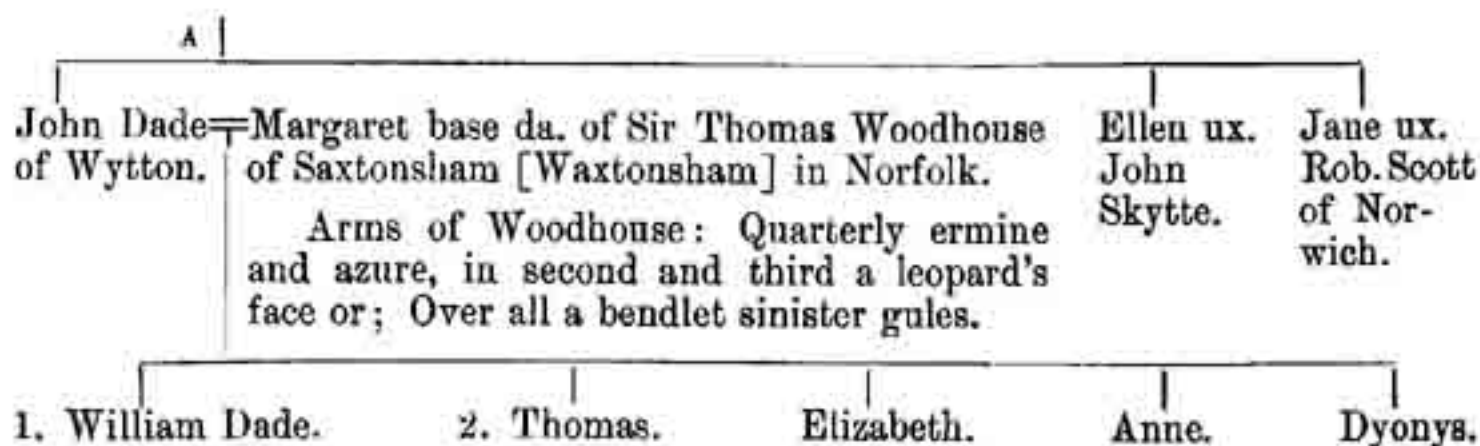 A
John Dade=Margaret base da. of Sir Thomas Woodhouse
of Wytton. of Saxtonsham [Waxtonsham] in Norfolk.
Arms of Woodhouse: Quarterly ermine
and azure, in second and third a leopard's
face or; Over all a bendlet sinister gules.
Ellen ux.
John
Skytte.
Jane ux.
Rob. Scott
of Nor-
wich.
1. William Dade. 2. Thomas. Elizabeth. Anne. Dyonys.